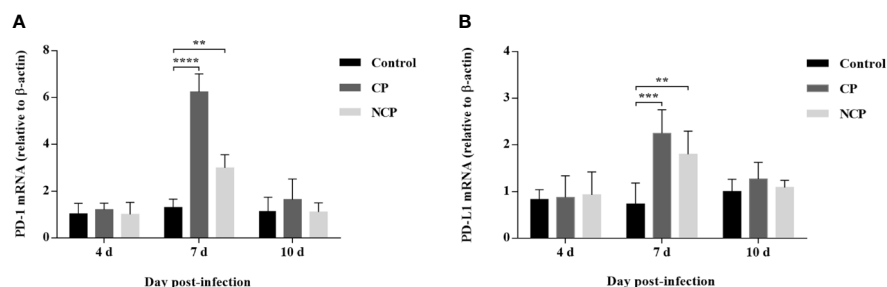 A
PD-1 mRNA (relative to β-actin)
8
6
4
2
0
**
****
4 d
7 d
10 d
Day post-infection
Control
CP
NCP
B
PD-L1 mRNA (relative to β-actin)
4
3
2
1
0
**
***
4 d
7 d
10 d
Day post-infection
Control
CP
NCP